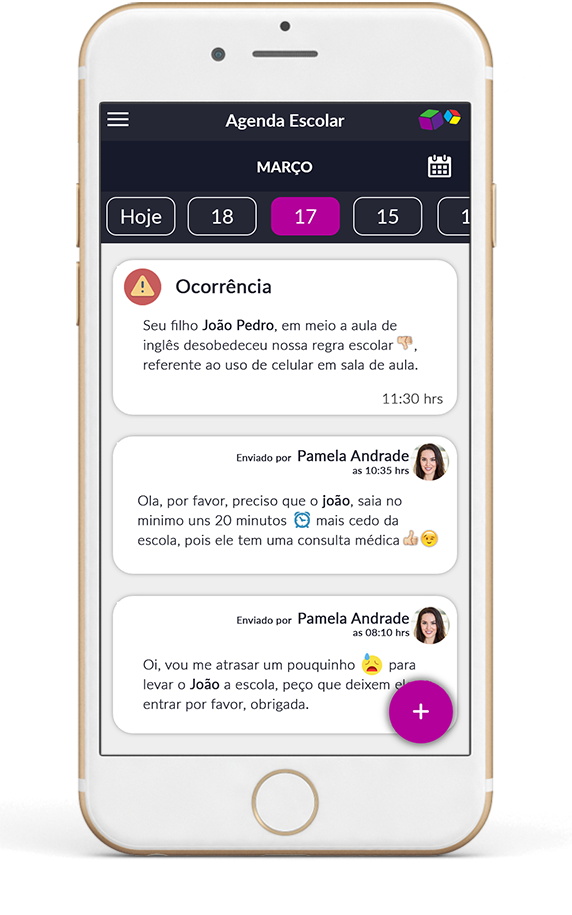 Agenda Escolar
MARÇO
Hoje 18 17 15 1
Ocorrência
Seu filho João Pedro, em meio a aula de
inglês desobedeceu nossa regra escolar 👎,
referente ao uso de celular em sala de aula.
11:30 hrs
Enviado por Pamela Andrade
as 10:35 hrs
Ola, por favor, preciso que o joão, saia no
minimo uns 20 minutos ⏰ mais cedo da
escola, pois ele tem uma consulta médica 👍😉
Enviado por Pamela Andrade
as 08:10 hrs
Oi, vou me atrasar um pouquinho 😥 para
levar o João a escola, peço que deixem
entrar por favor, obrigada.
+